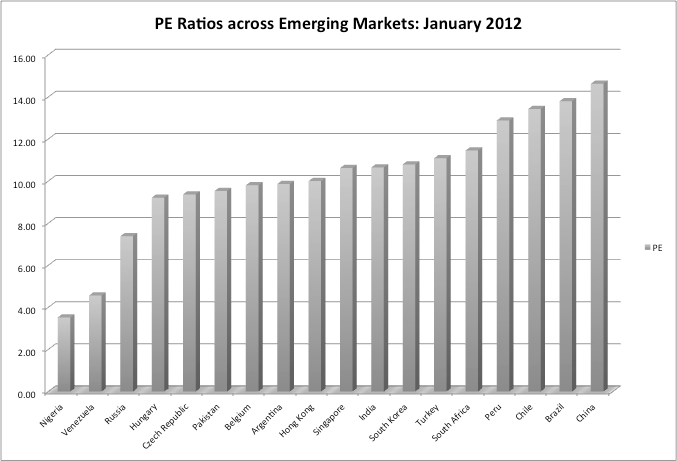 PE Ratios across Emerging Markets: January 2012
16.00
14.00
12.00
10.00
8.00
6.00
4.00
2.00
0.00
PE
Nigeria
Venezuela
Russia
Hungary
Czech Republic
Pakistan
Belgium
Argentina
Hong Kong
Singapore
India
South Korea
Turkey
South Africa
Peru
Chile
Brazil
China